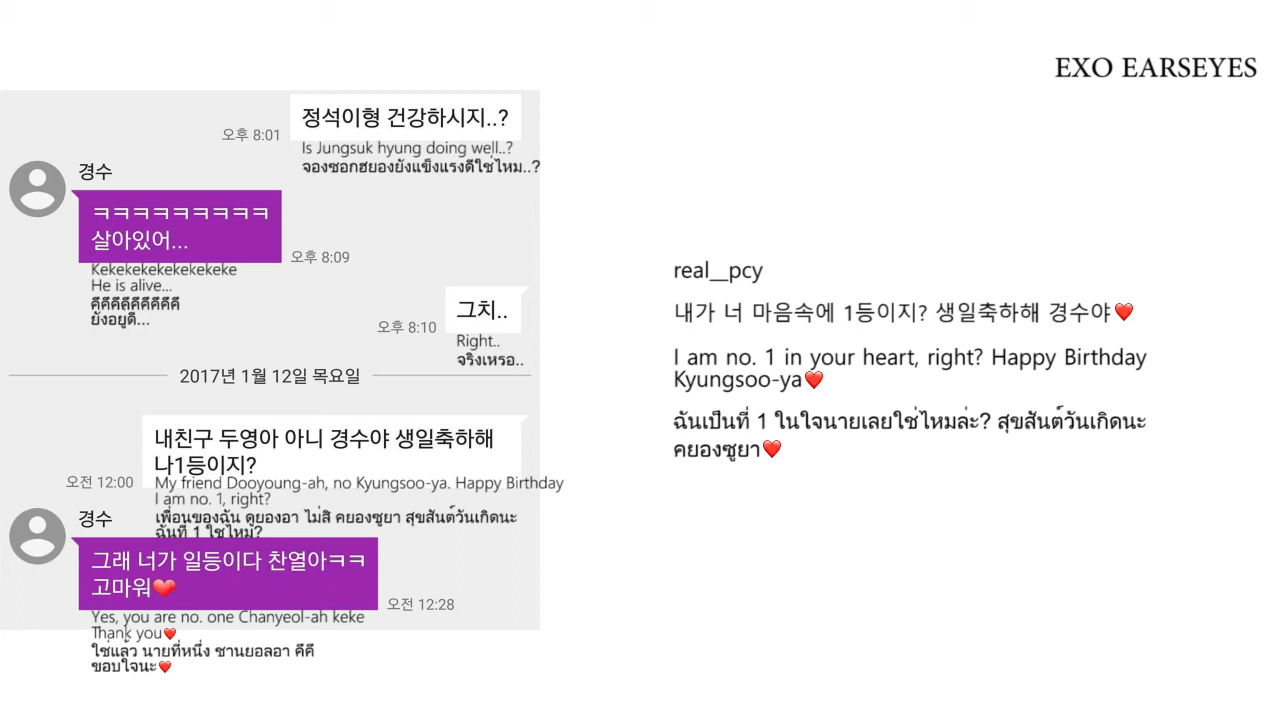 EXO EARSEYES
정석이형 건강하시지..?
오후 8:01
Is Jungsuk hyung doing well..?
จองซอกฮยองยังแข็งแรงดีใช่ไหม..?
경수
ㅋㅋㅋㅋㅋㅋㅋㅋㅋ
살아있어...
오후 8:09
Kekekekekekekekeke
He is alive...
คึคึคึคึคึคึคึคึคึ
ยังอยู่ดี...
그치..
오후 8:10
Right..
จริงเหรอ..
2017년 1월 12일 목요일
내친구 두영아 아니 경수야 생일축하해
나1등이지?
오전 12:00
My friend Dooyoung-ah, no Kyungsoo-ya. Happy Birthday
I am no. 1, right?
เพื่อนของฉัน ดูยองอา ไม่สิ คยองซูยา สุขสันต์วันเกิดนะ
ฉันที่ 1 ใช่ไหม?
경수
그래 너가 일등이다 찬열아ㅋㅋ
고마워❤️
오전 12:28
Yes, you are no. one Chanyeol-ah keke
Thank you❤️
ใช่แล้ว นายที่หนึ่ง ชานยอลอา คึคึ
ขอบใจนะ❤️
real__pcy
내가 너 마음속에 1등이지? 생일축하해 경수야❤️
I am no. 1 in your heart, right? Happy Birthday
Kyungsoo-ya❤️
ฉันเป็นที่ 1 ในใจนายเลยใช่ไหมล่ะ? สุขสันต์วันเกิดนะ
คยองซูยา❤️